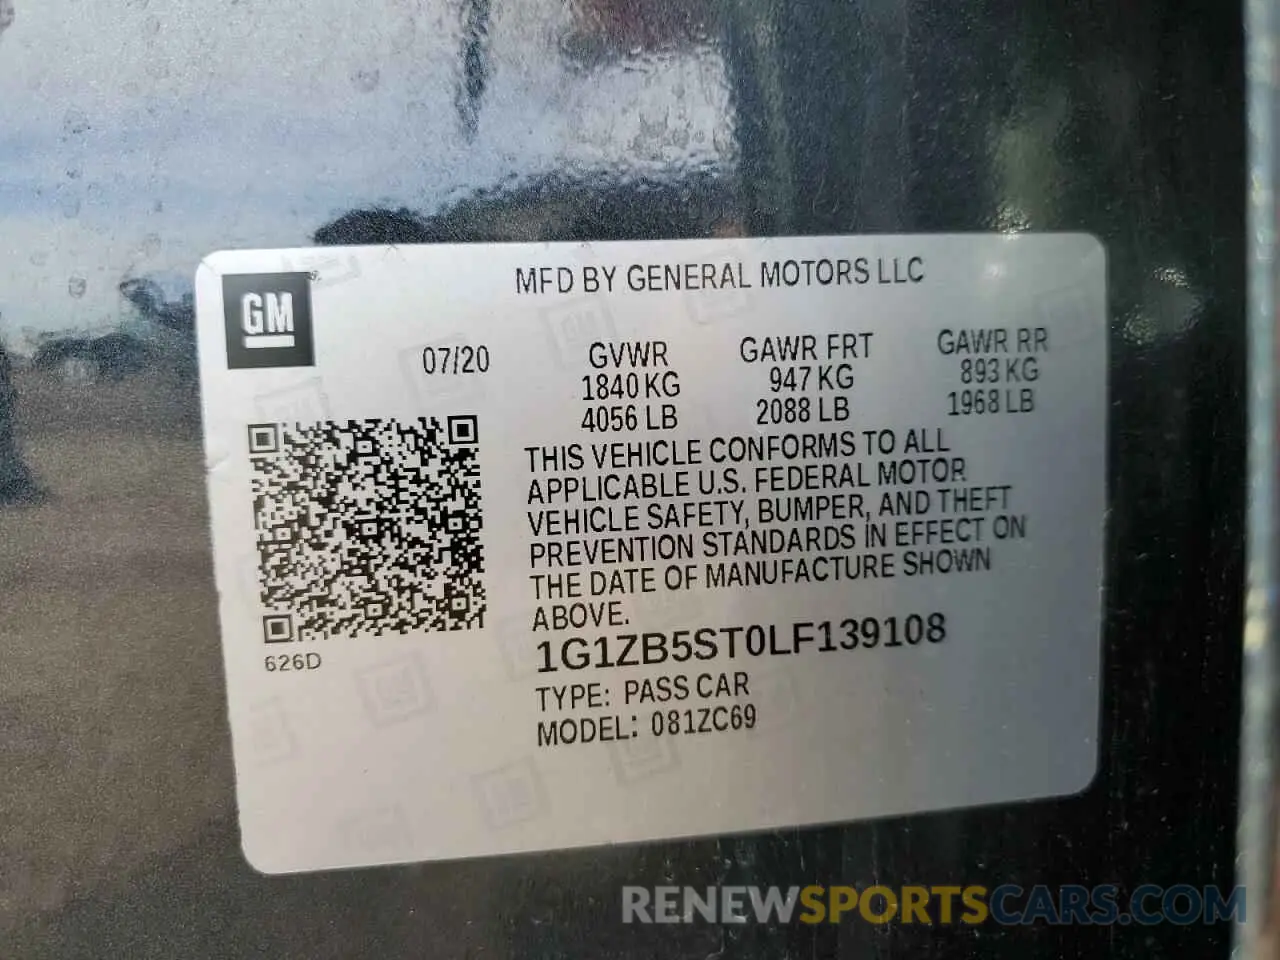 GM
MFD BY GENERAL MOTORS LLC
07/20
GVWR GAWR FRT GAWR RR
1840 KG 947 KG 893 KG
4056 LB 2088 LB 1968 LB
THIS VEHICLE CONFORMS TO ALL
APPLICABLE U.S. FEDERAL MOTOR
VEHICLE SAFETY, BUMPER, AND THEFT
PREVENTION STANDARDS IN EFFECT ON
THE DATE OF MANUFACTURE SHOWN
ABOVE.
626D
1G1ZB5ST0LF139108
TYPE: PASS CAR
MODEL: 081ZC69
RENEWSPORTSCARS.COM